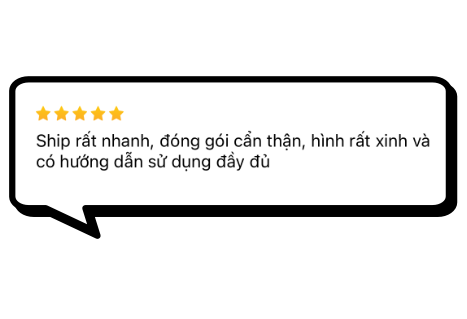 Ship rất nhanh, đóng gói cẩn thận, hình rất xinh và
có hướng dẫn sử dụng đầy đủ